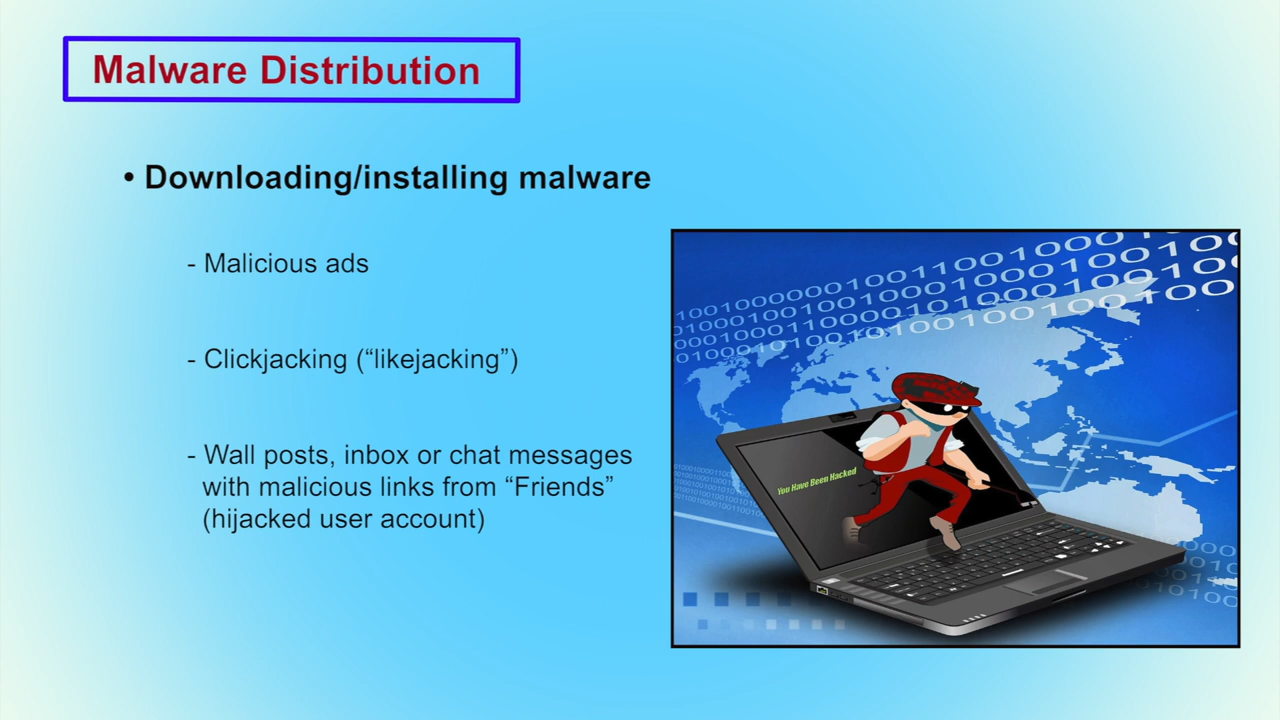 Malware Distribution
• Downloading/installing malware
- Malicious ads
- Clickjacking (“likejacking”)
- Wall posts, inbox or chat messages
with malicious links from “Friends”
(hijacked user account)
You Have Been Hacked